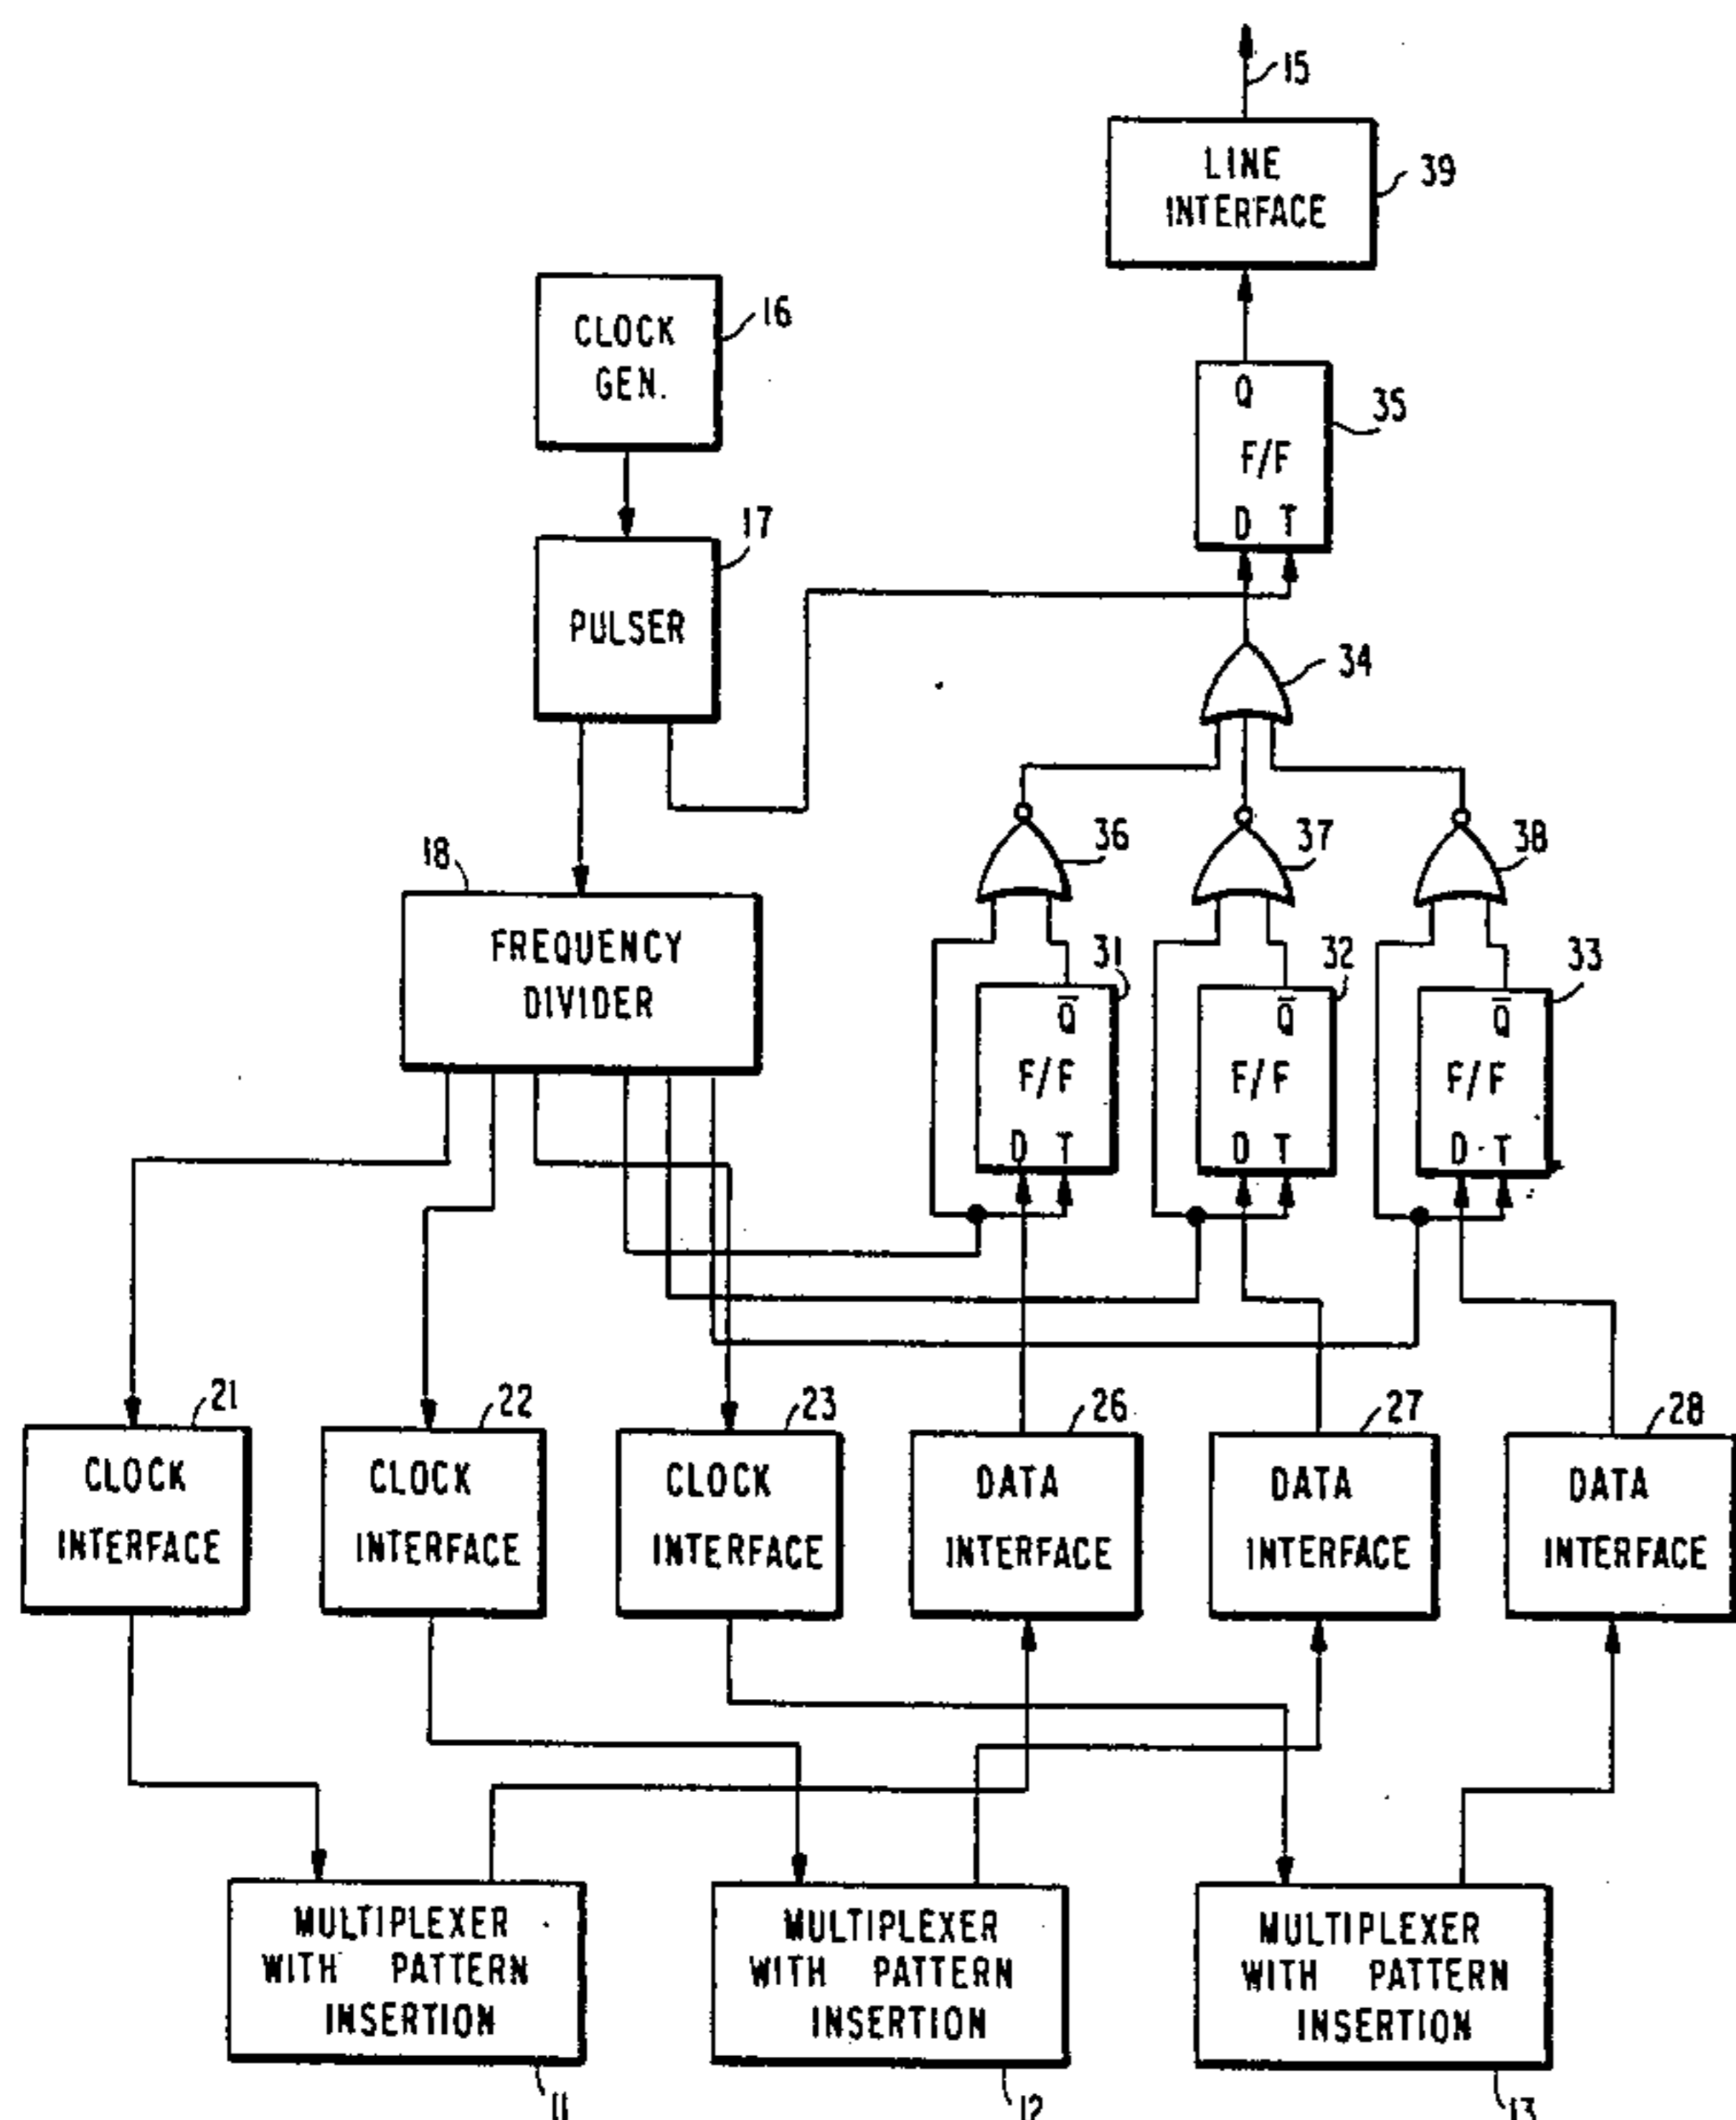 15
LINE
INTERFACE
39
CLOCK
GEN.
16
Q
F/F
D T
35
PULSER
17
34
36
37
38
18
FREQUENCY
DIVIDER
31
Q̅
F/F
D T
32
Q̅
F/F
D T
33
Q̅
F/F
D T
21
CLOCK
INTERFACE
22
CLOCK
INTERFACE
23
CLOCK
INTERFACE
26
DATA
INTERFACE
27
DATA
INTERFACE
28
DATA
INTERFACE
MULTIPLEXER
WITH PATTERN
INSERTION
11
MULTIPLEXER
WITH PATTERN
INSERTION
12
MULTIPLEXER
WITH PATTERN
INSERTION
13